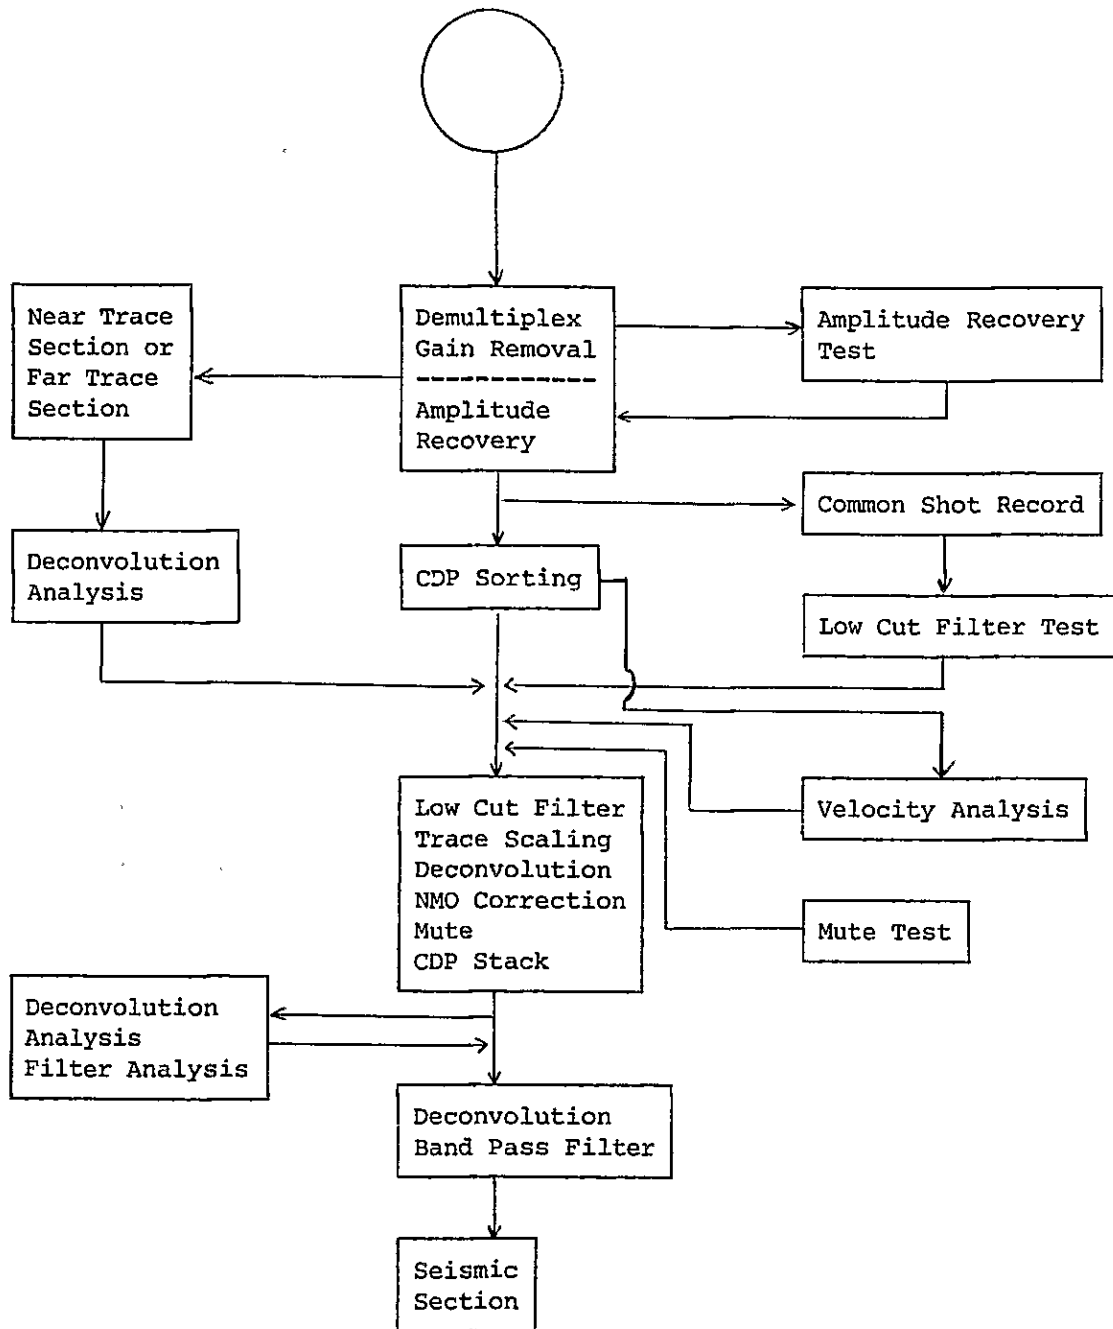 Near Trace
Section or
Far Trace
Section
Demultiplex
Gain Removal
Amplitude
Recovery
Amplitude Recovery
Test
Common Shot Record
Deconvolution
Analysis
CDP Sorting
Low Cut Filter Test
Low Cut Filter
Trace Scaling
Deconvolution
NMO Correction
Mute
CDP Stack
Velocity Analysis
Mute Test
Deconvolution
Analysis
Filter Analysis
Deconvolution
Band Pass Filter
Seismic
Section